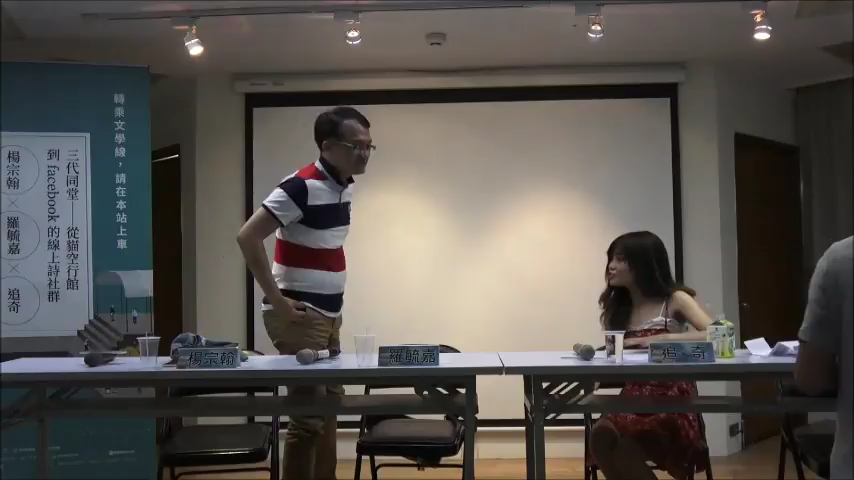 轉乘文學線，請在本站上車
三代同堂——從貓空行館
到facebook的線上詩社群
楊宗翰×羅毓嘉×追奇
楊宗翰
羅毓嘉
追奇